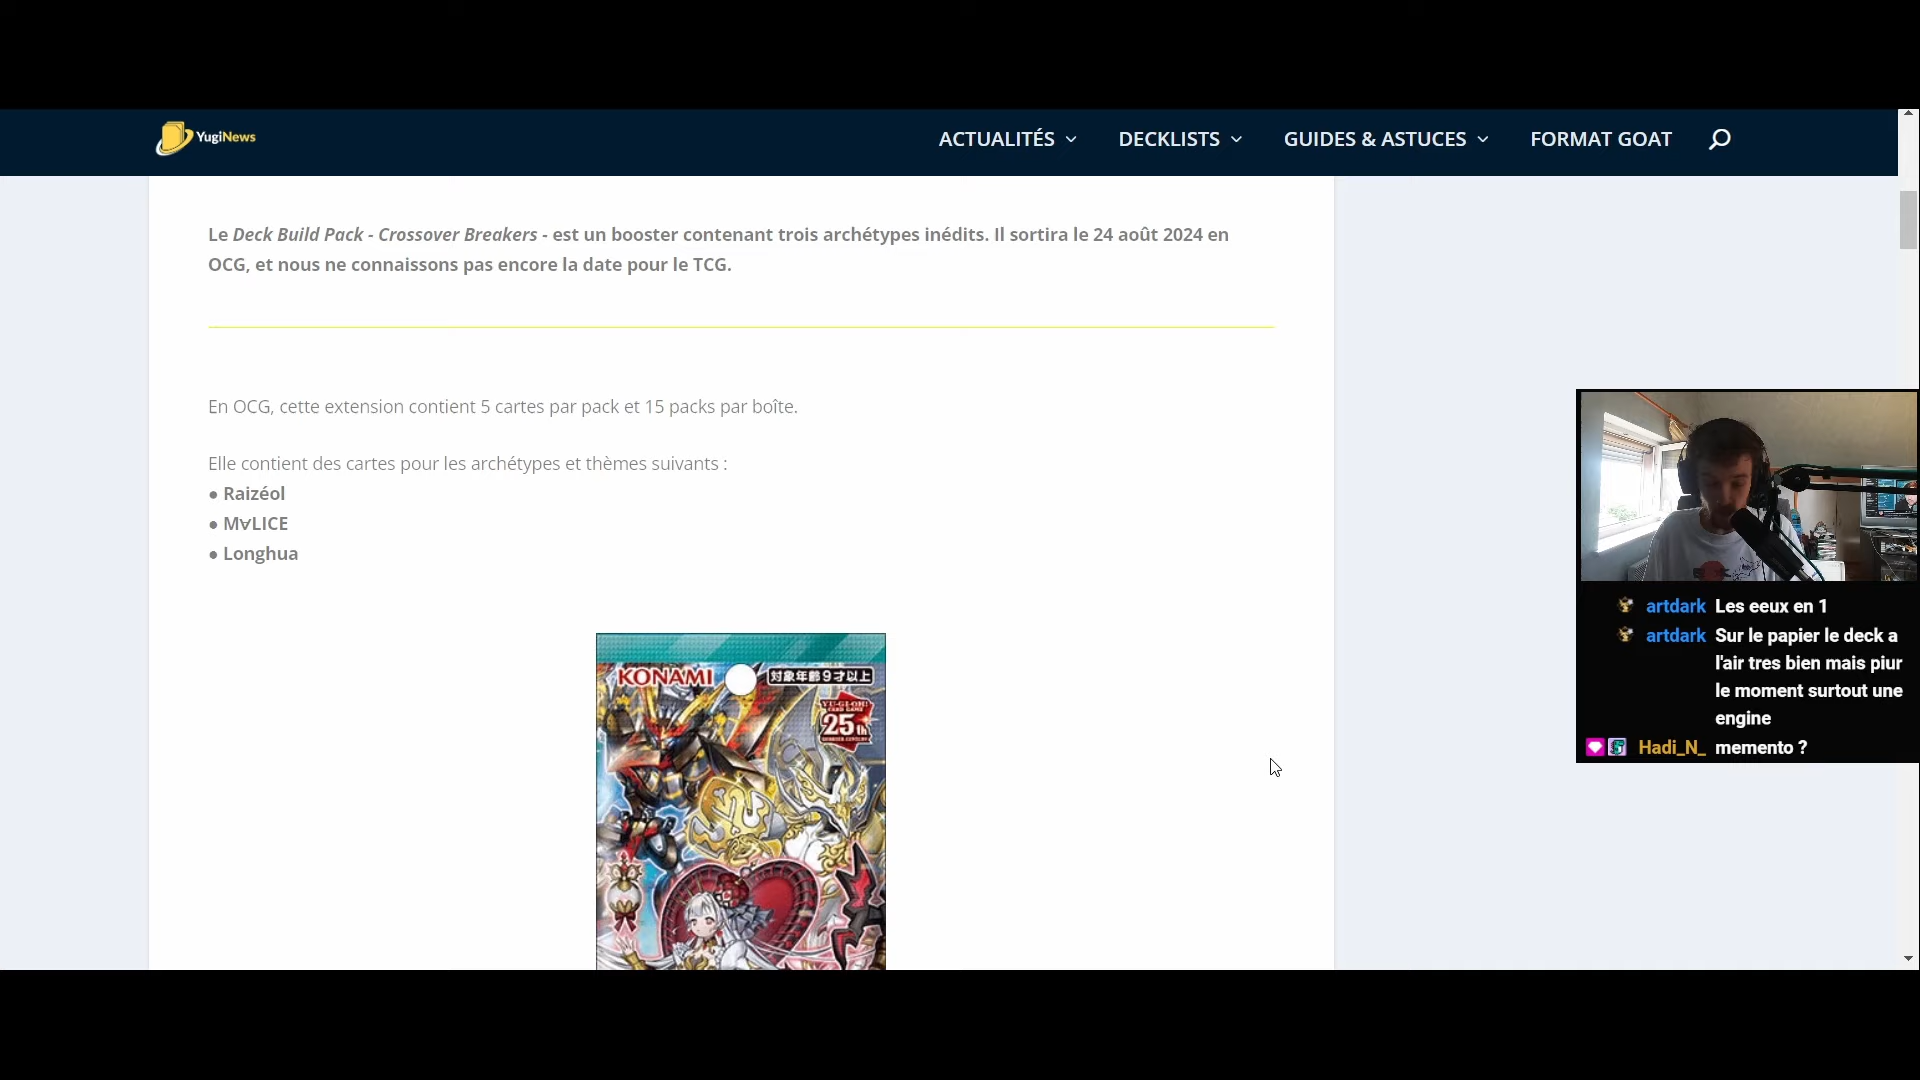 YugiNews
ACTUALITÉS
DECKLISTS
GUIDES & ASTUCES
FORMAT GOAT
Le Deck Build Pack - Crossover Breakers - est un booster contenant trois archétypes inédits. Il sortira le 24 août 2024 en
OCG, et nous ne connaissons pas encore la date pour le TCG.
En OCG, cette extension contient 5 cartes par pack et 15 packs par boîte.
Elle contient des cartes pour les archétypes et thèmes suivants :
● Raizéol
● M∀LICE
● Longhua
KONAMI
対象年齢9才以上
YU-GI-OH!
CARD GAME
25th
artdark Les eeux en 1
artdark Sur le papier le deck a
l'air tres bien mais piur
le moment surtout une
engine
Hadi_N_ memento ?